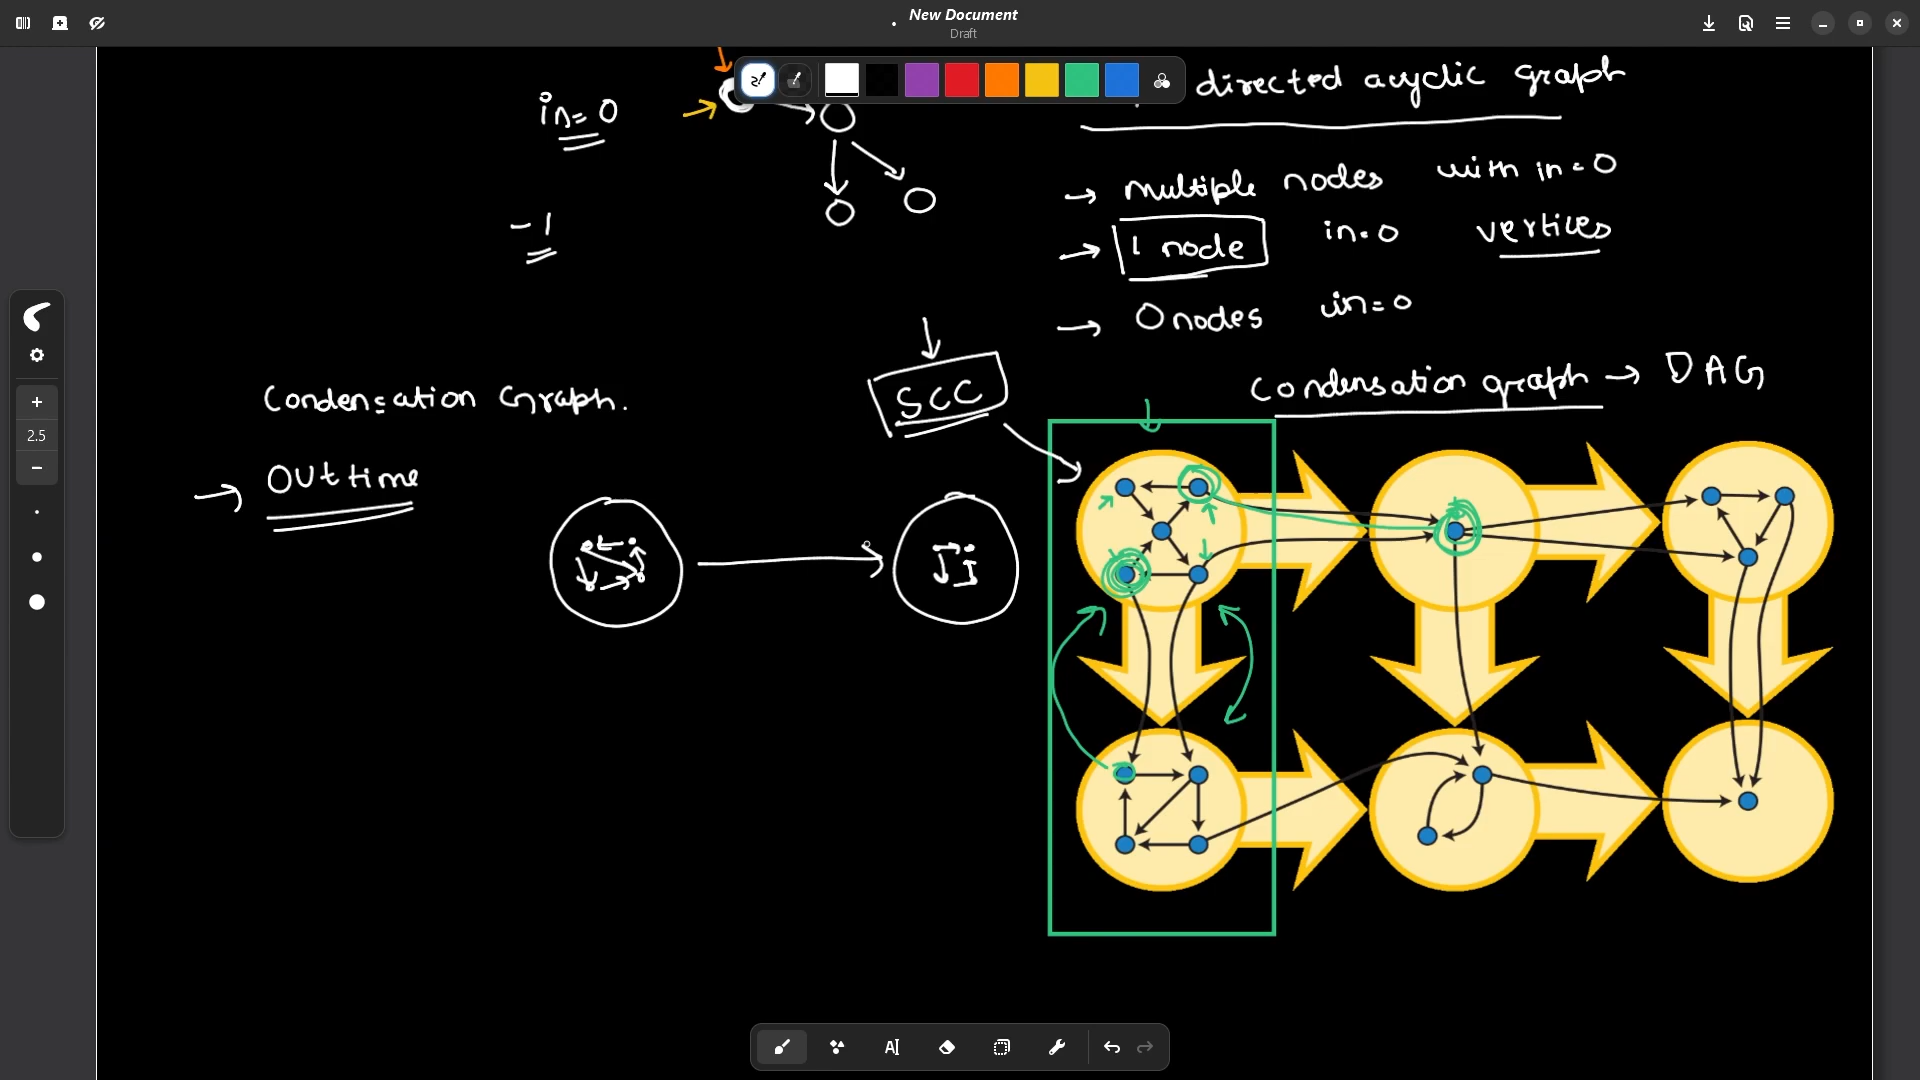 New Document
Draft
directed acyclic graph
in = 0
→ multiple nodes with in = 0
-1
→ 1 node in = 0 vertices
→ 0 nodes in = 0
SCC
Condensation graph → DAG
Condensation Graph.
→ OUt time
2.5